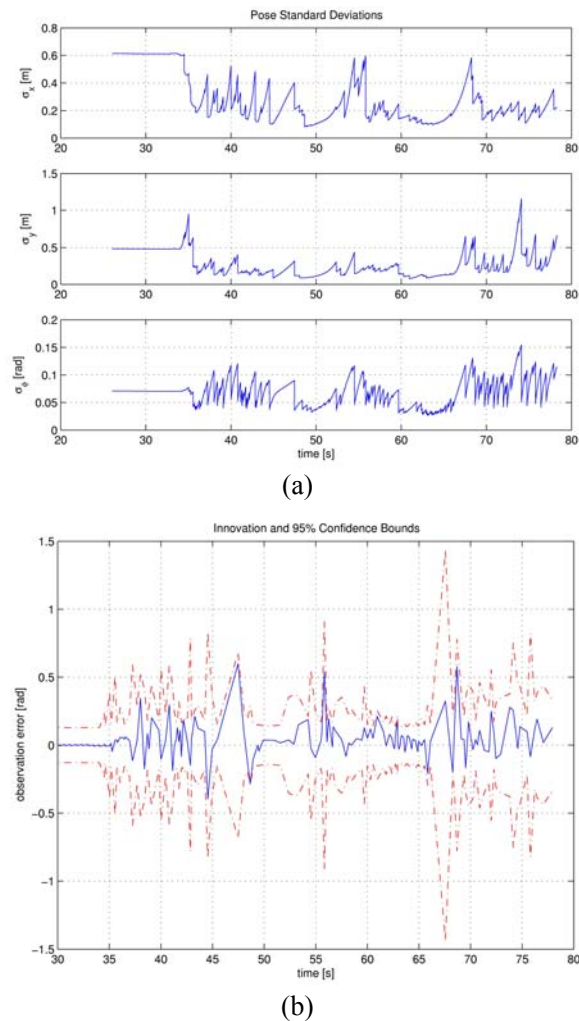 Pose Standard Deviations
0.8
0.6
0.4
0.2
0
σx [m]
20 30 40 50 60 70 80
1.5
1
0.5
0
σy [m]
20 30 40 50 60 70 80
0.2
0.15
0.1
0.05
0
σϕ [rad]
20 30 40 50 60 70 80
time [s]
(a)
Innovation and 95% Confidence Bounds
1.5
1
0.5
0
−0.5
−1
−1.5
observation error [rad]
30 35 40 45 50 55 60 65 70 75 80
time [s]
(b)